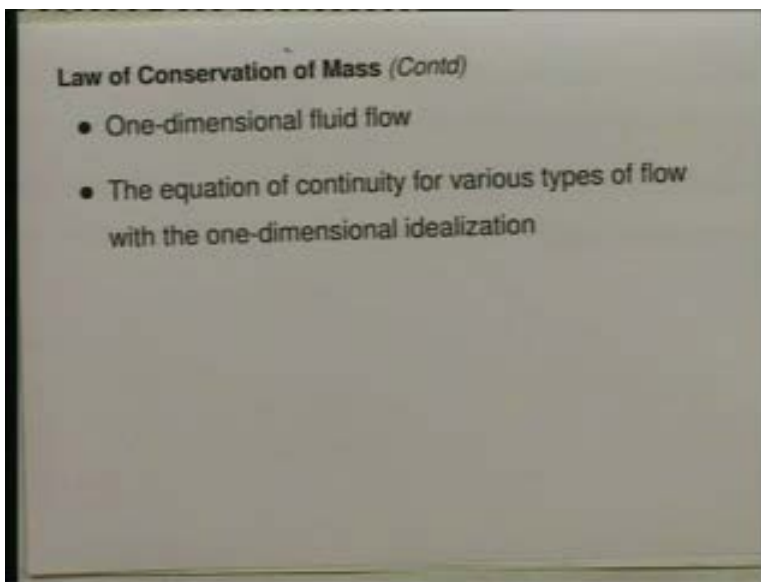 Law of Conservation of Mass (Contd)
• One-dimensional fluid flow
• The equation of continuity for various types of flow
with the one-dimensional idealization